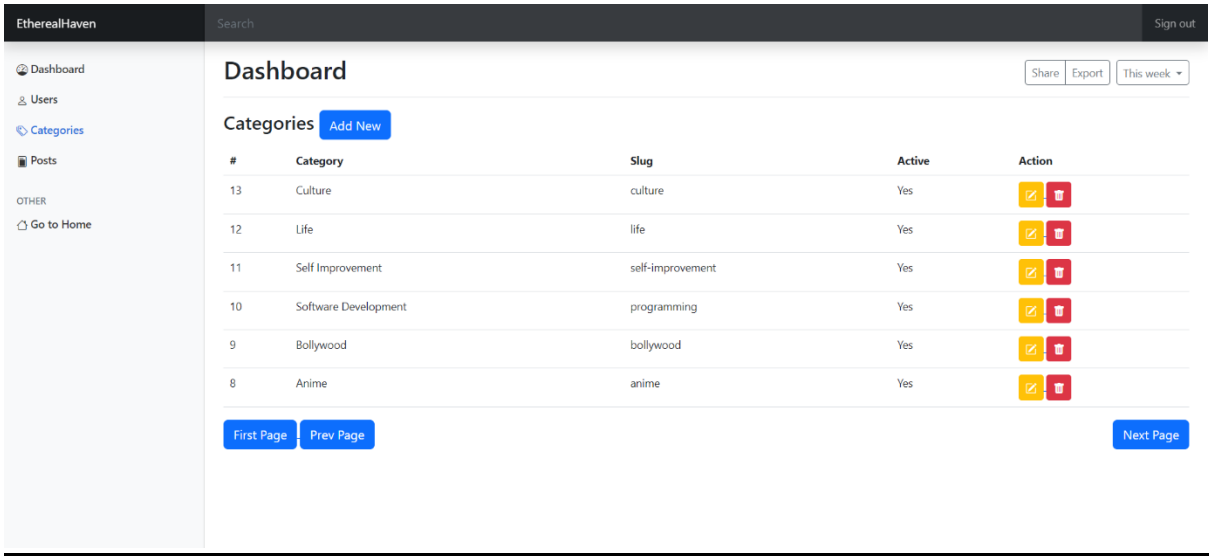 EtherealHaven Search Sign out
Dashboard
Users
Categories
Posts
OTHER
Go to Home
Dashboard Share Export This week
Categories Add New
# Category Slug Active Action
13 Culture culture Yes
12 Life life Yes
11 Self Improvement self-improvement Yes
10 Software Development programming Yes
9 Bollywood bollywood Yes
8 Anime anime Yes
First Page Prev Page Next Page